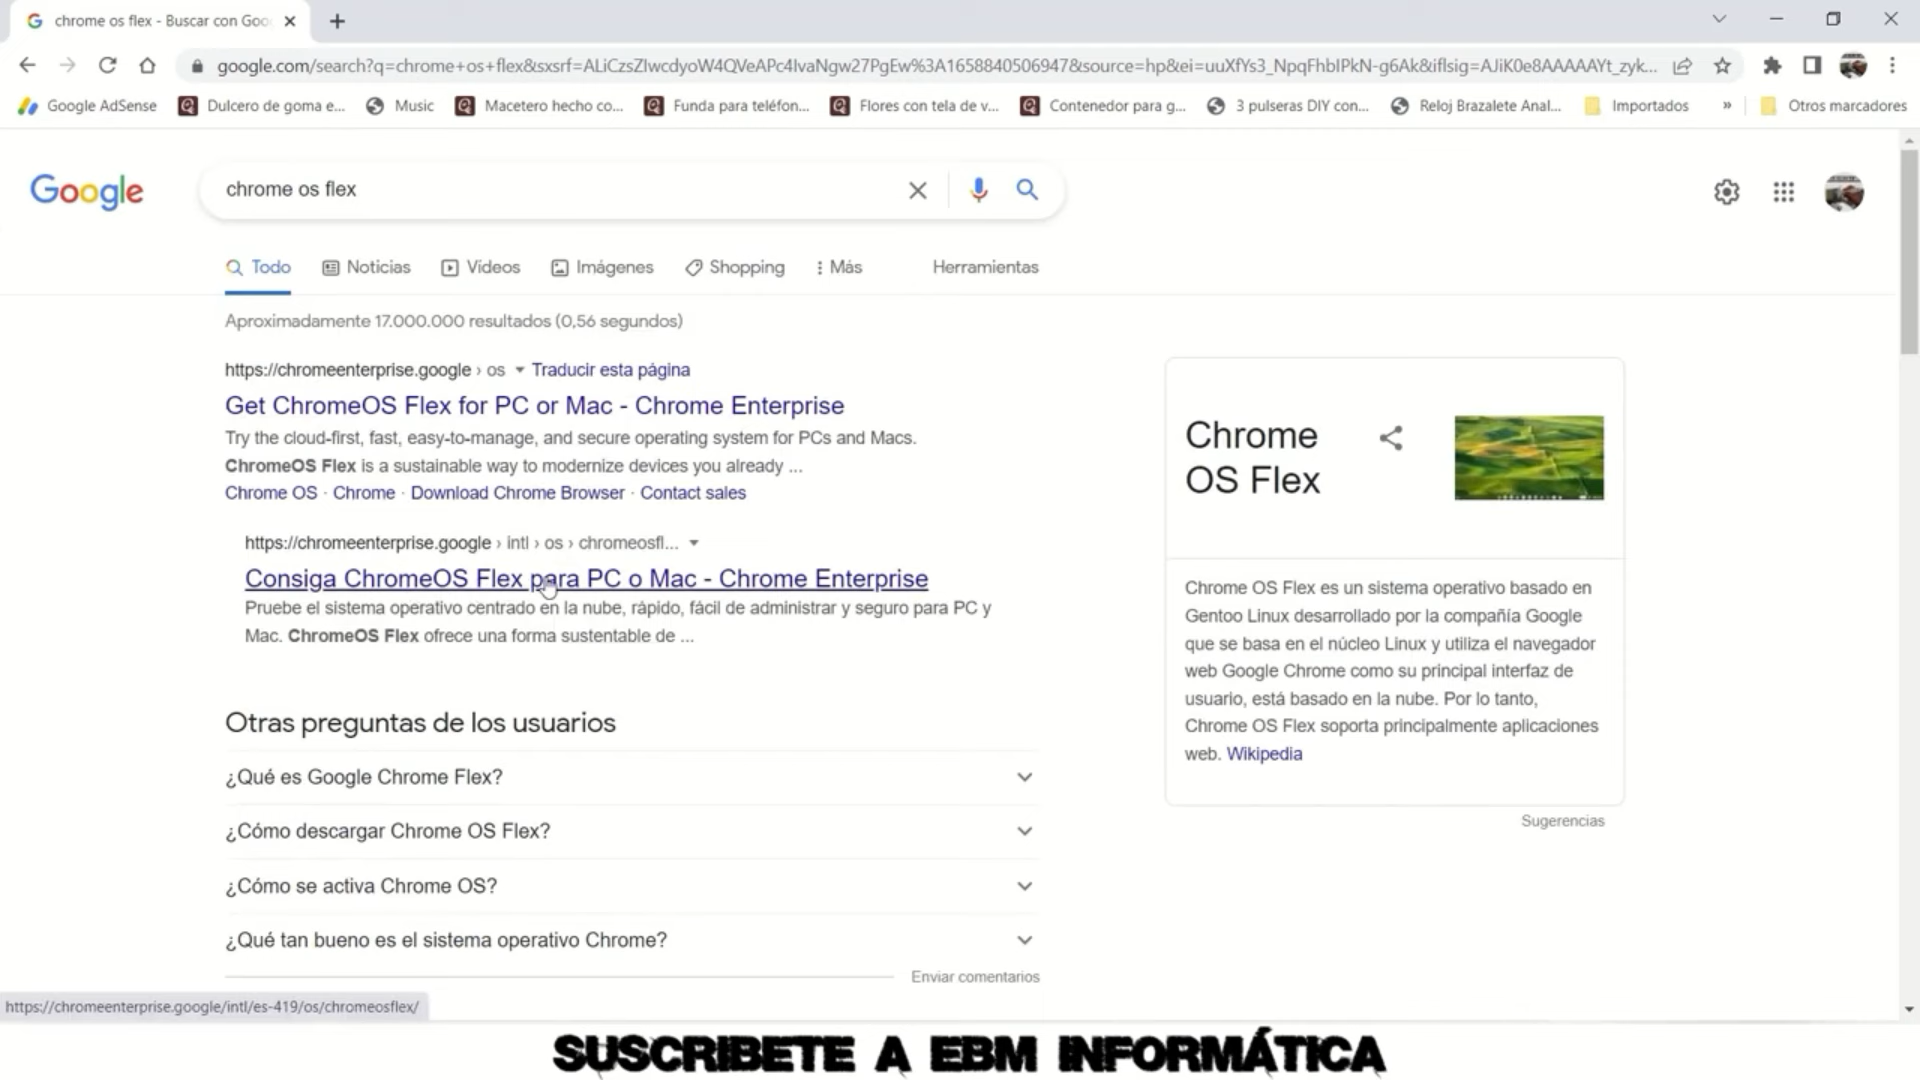 chrome os flex - Buscar con Goo
google.com/search?q=chrome+os+flex&sxsrf=ALiCzsZIwcdyoW4QVeAPc4IvaNgw27PgEw%3A1658840506947&source=hp&ei=uuXfYs3_NpqFhbIPkN-g6Ak&iflsig=AJiK0e8AAAAAYt_zyk...
Google AdSense Dulcero de goma e... Music Macetero hecho co... Funda para teléfon... Flores con tela de v... Contenedor para g... 3 pulseras DIY con... Reloj Brazalete Anal... Importados » Otros marcadores
Google chrome os flex
Todo Noticias Videos Imágenes Shopping Más Herramientas
Aproximadamente 17.000.000 resultados (0,56 segundos)
https://chromeenterprise.google › os Traducir esta página
Get ChromeOS Flex for PC or Mac - Chrome Enterprise
Try the cloud-first, fast, easy-to-manage, and secure operating system for PCs and Macs.
ChromeOS Flex is a sustainable way to modernize devices you already ...
Chrome OS · Chrome · Download Chrome Browser · Contact sales
https://chromeenterprise.google › intl › os › chromeosfl...
Consiga ChromeOS Flex para PC o Mac - Chrome Enterprise
Pruebe el sistema operativo centrado en la nube, rápido, fácil de administrar y seguro para PC y
Mac. ChromeOS Flex ofrece una forma sustentable de ...
Otras preguntas de los usuarios
¿Qué es Google Chrome Flex?
¿Cómo descargar Chrome OS Flex?
¿Cómo se activa Chrome OS?
¿Qué tan bueno es el sistema operativo Chrome?
Enviar comentarios
Chrome
OS Flex
Chrome OS Flex es un sistema operativo basado en
Gentoo Linux desarrollado por la compañía Google
que se basa en el núcleo Linux y utiliza el navegador
web Google Chrome como su principal interfaz de
usuario, está basado en la nube. Por lo tanto,
Chrome OS Flex soporta principalmente aplicaciones
web. Wikipedia
Sugerencias
https://chromeenterprise.google/intl/es-419/os/chromeosflex/
SUSCRIBETE A EBM INFORMÁTICA